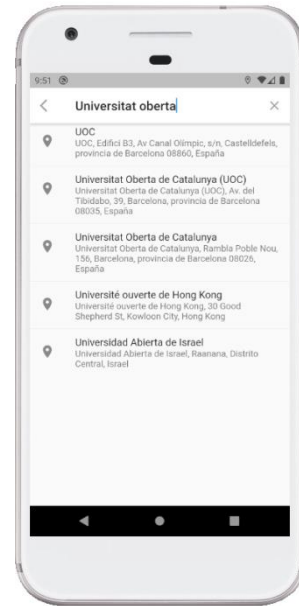 9:51
Universitat oberta
UOC
UOC, Edifici B3, Av Canal Olímpic, s/n, Castelldefels,
provincia de Barcelona 08860, España
Universitat Oberta de Catalunya (UOC)
Universitat Oberta de Catalunya (UOC), Av. del
Tibidabo, 39, Barcelona, provincia de Barcelona
08035, España
Universitat Oberta de Catalunya
Universitat Oberta de Catalunya, Rambla Poble Nou,
156, Barcelona, provincia de Barcelona 08026,
España
Université ouverte de Hong Kong
Université ouverte de Hong Kong, 30 Good
Shepherd St, Kowloon City, Hong Kong
Universidad Abierta de Israel
Universidad Abierta de Israel, Raanana, Distrito
Central, Israel